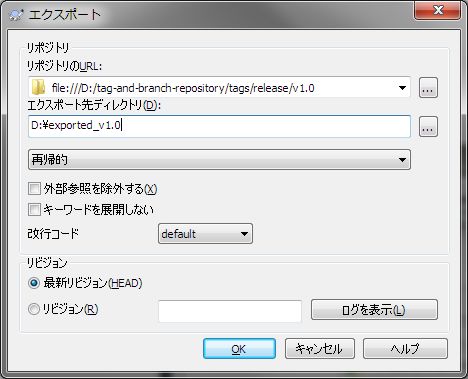 エクスポート
リポジトリ
リポジトリのURL:
file:///D:/tag-and-branch-repository/tags/release/v1.0
...
エクスポート先ディレクトリ(D):
D:¥exported_v1.0
...
再帰的
外部参照を除外する(X)
キーワードを展開しない
改行コード default
リビジョン
最新リビジョン(HEAD)
リビジョン(R) ログを表示(L)
OK キャンセル ヘルプ